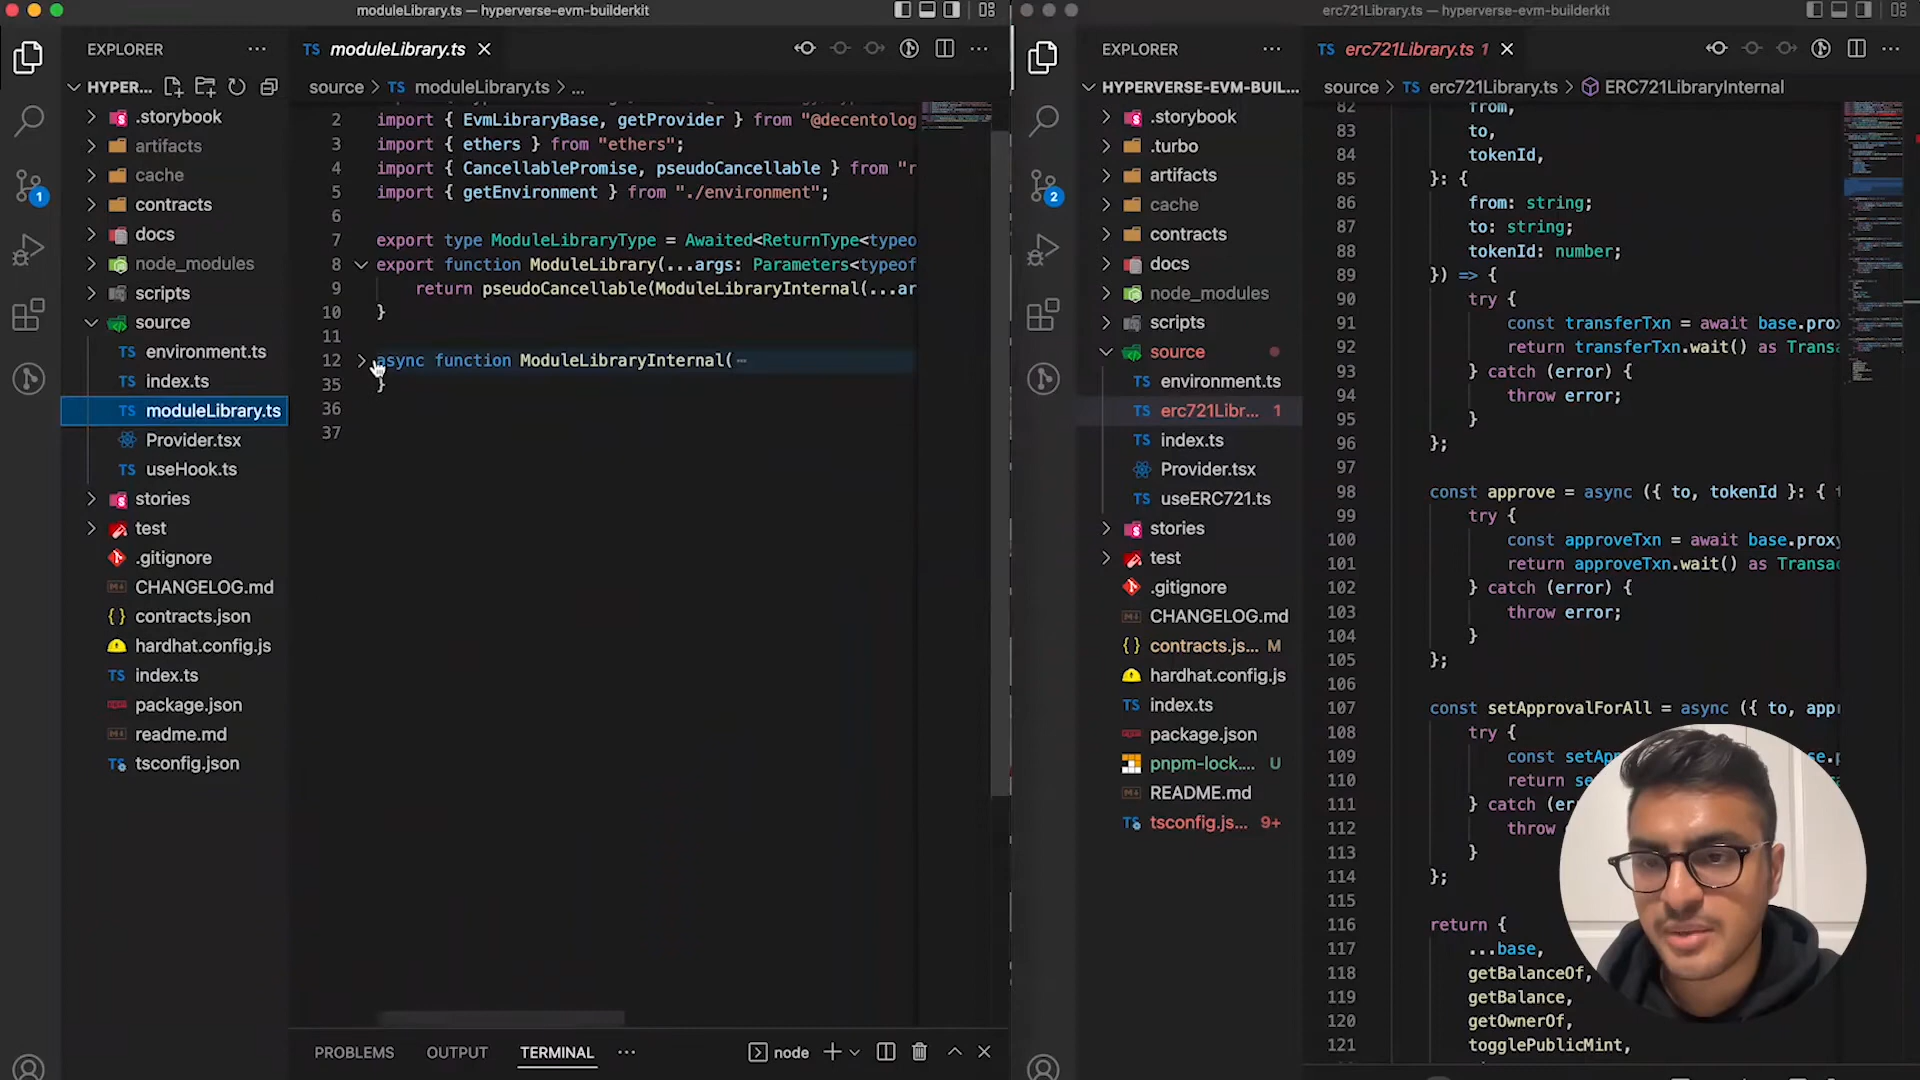 moduleLibrary.ts — hyperverse-evm-builderkit
EXPLORER
HYPER...
.storybook
artifacts
cache
contracts
docs
node_modules
scripts
source
environment.ts
index.ts
moduleLibrary.ts
Provider.tsx
useHook.ts
stories
test
.gitignore
CHANGELOG.md
contracts.json
hardhat.config.js
index.ts
package.json
readme.md
tsconfig.json
1
TS moduleLibrary.ts
source > TS moduleLibrary.ts > ...
2 import { EvmLibraryBase, getProvider } from "@decentolog
3 import { ethers } from "ethers";
4 import { CancellablePromise, pseudoCancellable } from "r
5 import { getEnvironment } from "./environment";
6
7 export type ModuleLibraryType = Awaited<ReturnType<typeo
8 export function ModuleLibrary(...args: Parameters<typeof
9 return pseudoCancellable(ModuleLibraryInternal(...ar
10 }
11
12 async function ModuleLibraryInternal(
35 }
36
37
PROBLEMS OUTPUT TERMINAL ... node
erc721Library.ts — hyperverse-evm-builderkit
EXPLORER
HYPERVERSE-EVM-BUIL...
.storybook
.turbo
artifacts
cache
contracts
docs
node_modules
scripts
source
environment.ts
erc721Libr... 1
index.ts
Provider.tsx
useERC721.ts
stories
test
.gitignore
CHANGELOG.md
contracts.js... M
hardhat.config.js
index.ts
package.json
pnpm-lock.... U
README.md
tsconfig.js... 9+
2
TS erc721Library.ts 1
source > TS erc721Library.ts > ERC721LibraryInternal
82 from,
83 to,
84 tokenId,
85 }: {
86 from: string;
87 to: string;
88 tokenId: number;
89 }) => {
90 try {
91 const transferTxn = await base.prox
92 return transferTxn.wait() as Transa
93 } catch (error) {
94 throw error;
95 }
96 };
97
98 const approve = async ({ to, tokenId }: { t
99 try {
100 const approveTxn = await base.proxy
101 return approveTxn.wait() as Transac
102 } catch (error) {
103 throw error;
104 }
105 };
106
107 const setApprovalForAll = async ({ to, appr
108 try {
109 const setAp
110 return se
111 } catch (er
112 throw
113 }
114 };
115
116 return {
117 ...base,
118 getBalanceOf,
119 getBalance,
120 getOwnerOf,
121 togglePublicMint,